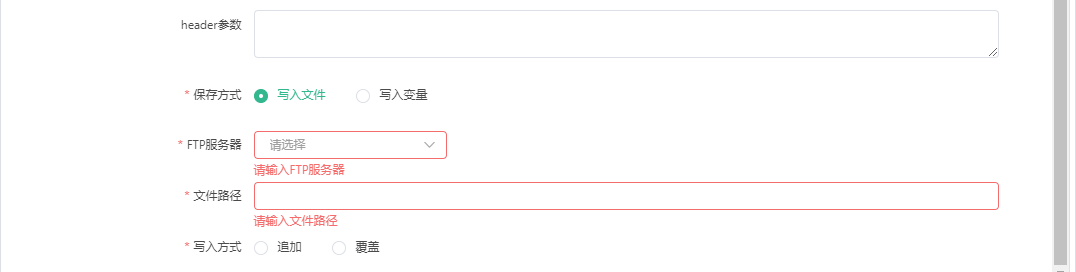 header参数
* 保存方式 写入文件 写入变量
* FTP服务器 请选择
请输入FTP服务器
* 文件路径
请输入文件路径
* 写入方式 追加 覆盖